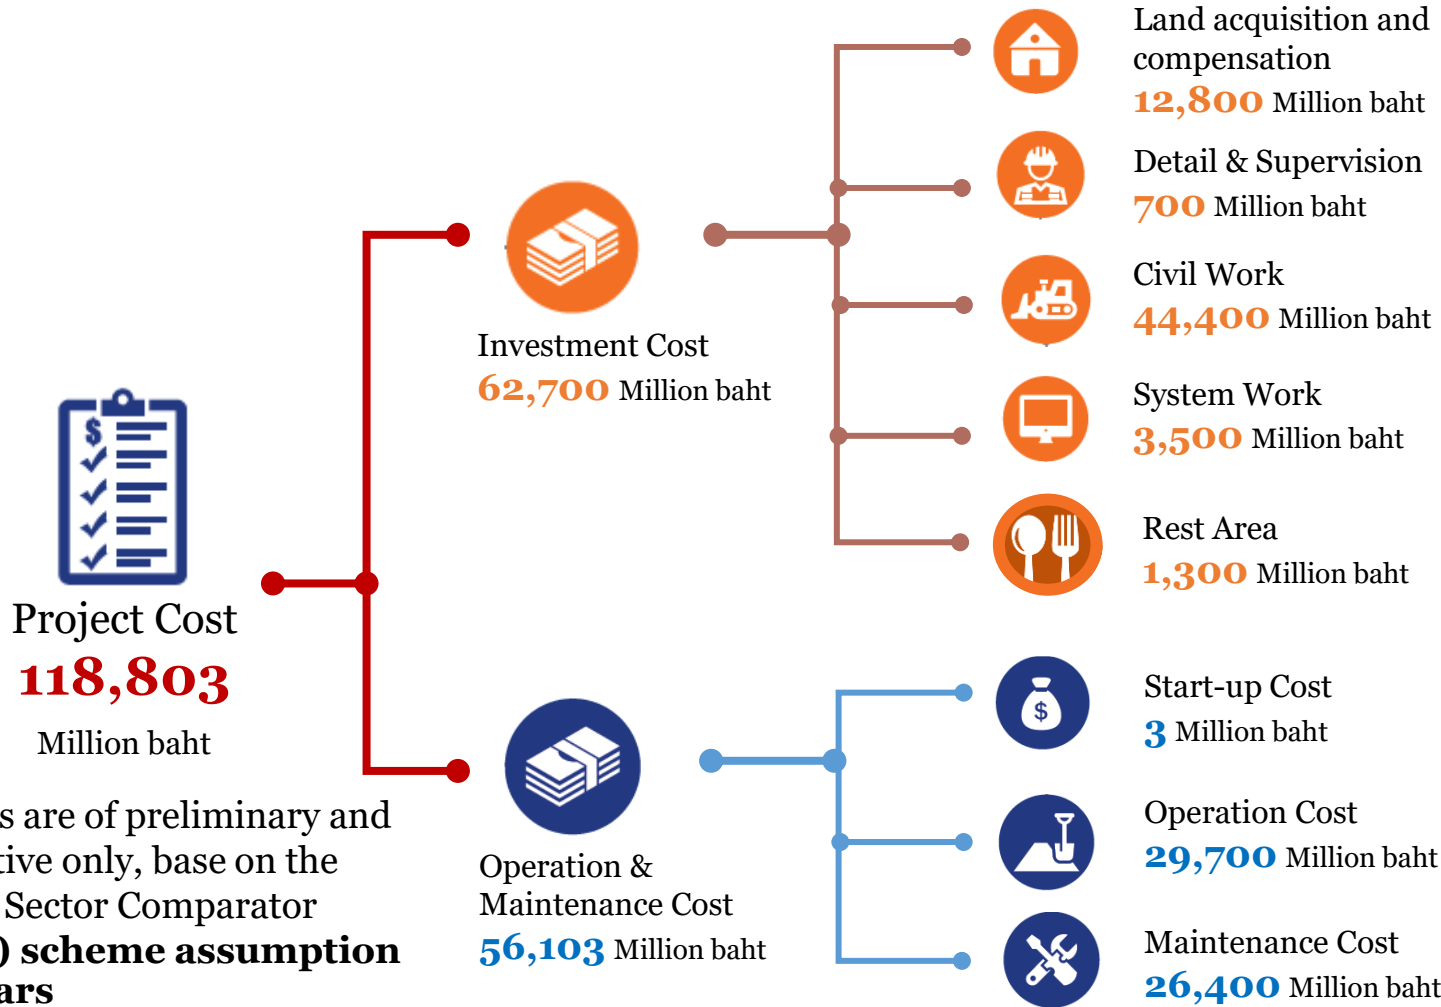 Project Cost
118,803
Million baht
s are of preliminary and
tive only, base on the
Sector Comparator
) scheme assumption
ars
Investment Cost
62,700 Million baht
Land acquisition and
compensation
12,800 Million baht
Detail & Supervision
700 Million baht
Civil Work
44,400 Million baht
System Work
3,500 Million baht
Rest Area
1,300 Million baht
Operation &
Maintenance Cost
56,103 Million baht
Start-up Cost
3 Million baht
Operation Cost
29,700 Million baht
Maintenance Cost
26,400 Million baht